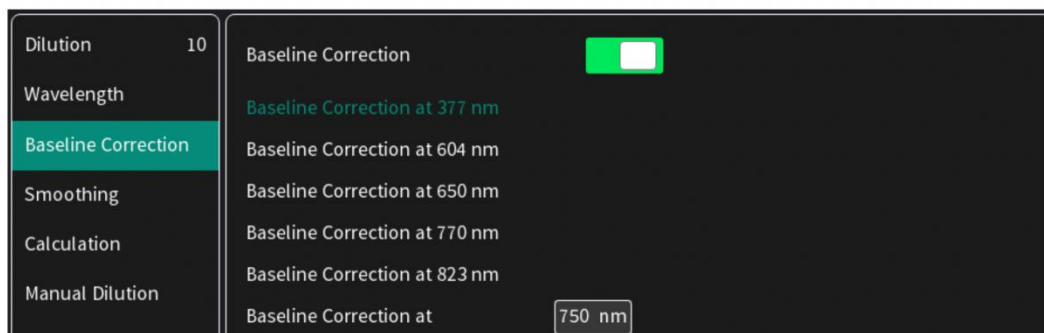 Dilution 10
Wavelength
Baseline Correction
Smoothing
Calculation
Manual Dilution
Baseline Correction
Baseline Correction at 377 nm
Baseline Correction at 604 nm
Baseline Correction at 650 nm
Baseline Correction at 770 nm
Baseline Correction at 823 nm
Baseline Correction at 750 nm